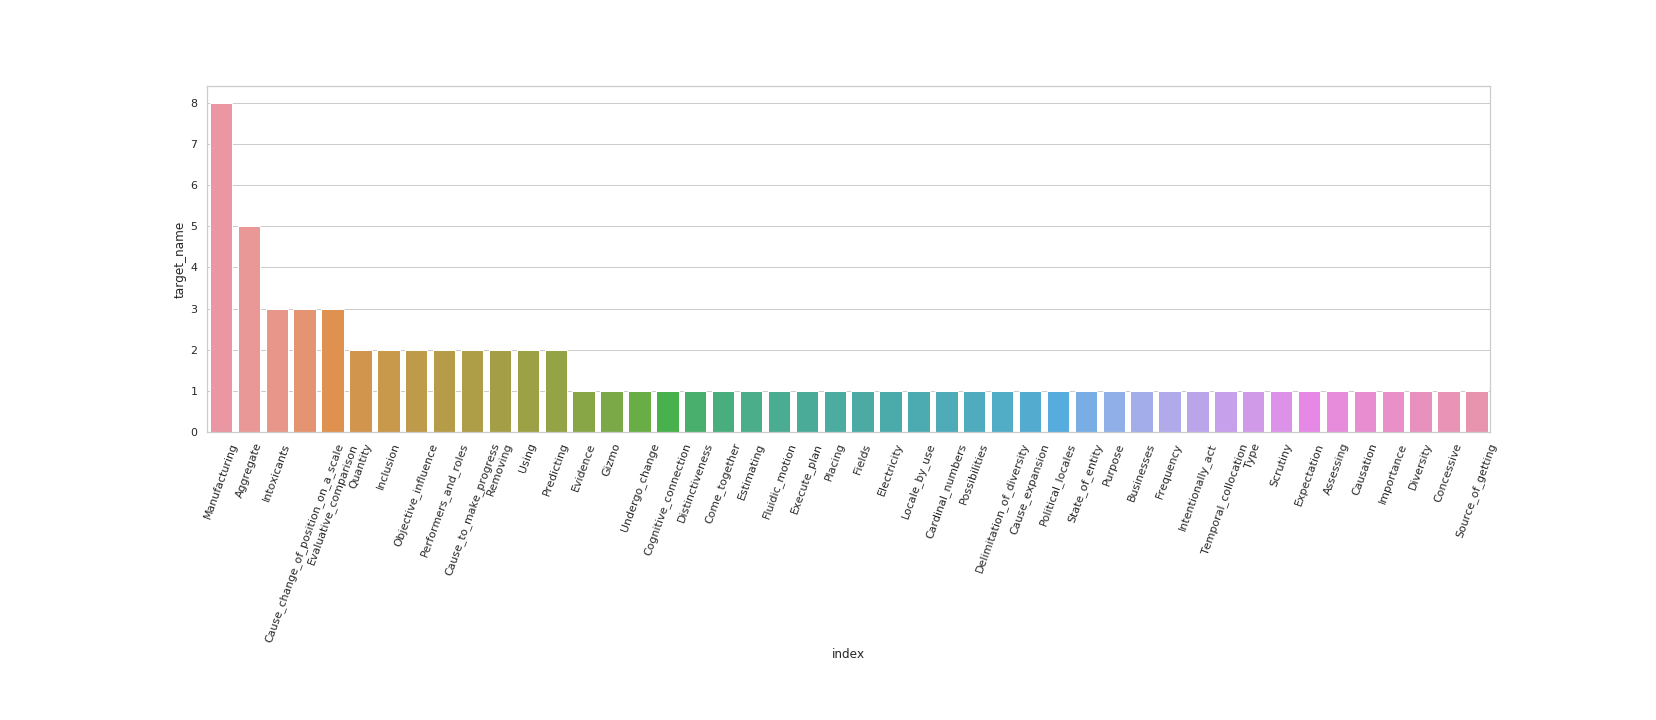 target_name
8
7
6
5
4
3
2
1
0
Manufacturing
Aggregate
Intoxicants
Cause_change_of_position_on_a_scale
Evaluative_comparison
Quantity
Inclusion
Objective_influence
Performers_and_roles
Cause_to_make_progress
Removing
Using
Predicting
Evidence
Gizmo
Undergo_change
Cognitive_connection
Distinctiveness
Come_together
Estimating
Fluidic_motion
Execute_plan
Placing
Fields
Electricity
Locale_by_use
Cardinal_numbers
Possibilities
Delimitation_of_diversity
Cause_expansion
Political_locales
State_of_entity
Purpose
Businesses
Frequency
Intentionally_act
Temporal_collocation
Type
Scrutiny
Expectation
Assessing
Causation
Importance
Diversity
Concessive
Source_of_getting
index